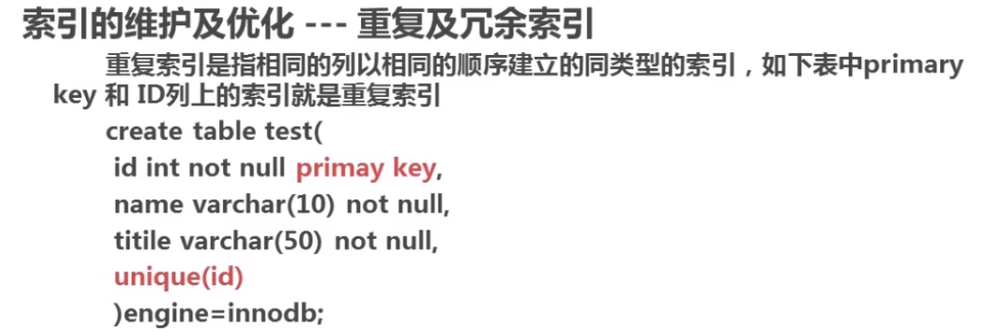 索引的维护及优化 --- 重复及冗余索引
重复索引是指相同的列以相同的顺序建立的同类型的索引，如下表中primary
key 和 ID列上的索引就是重复索引
create table test(
id int not null primay key,
name varchar(10) not null,
titile varchar(50) not null,
unique(id)
)engine=innodb;